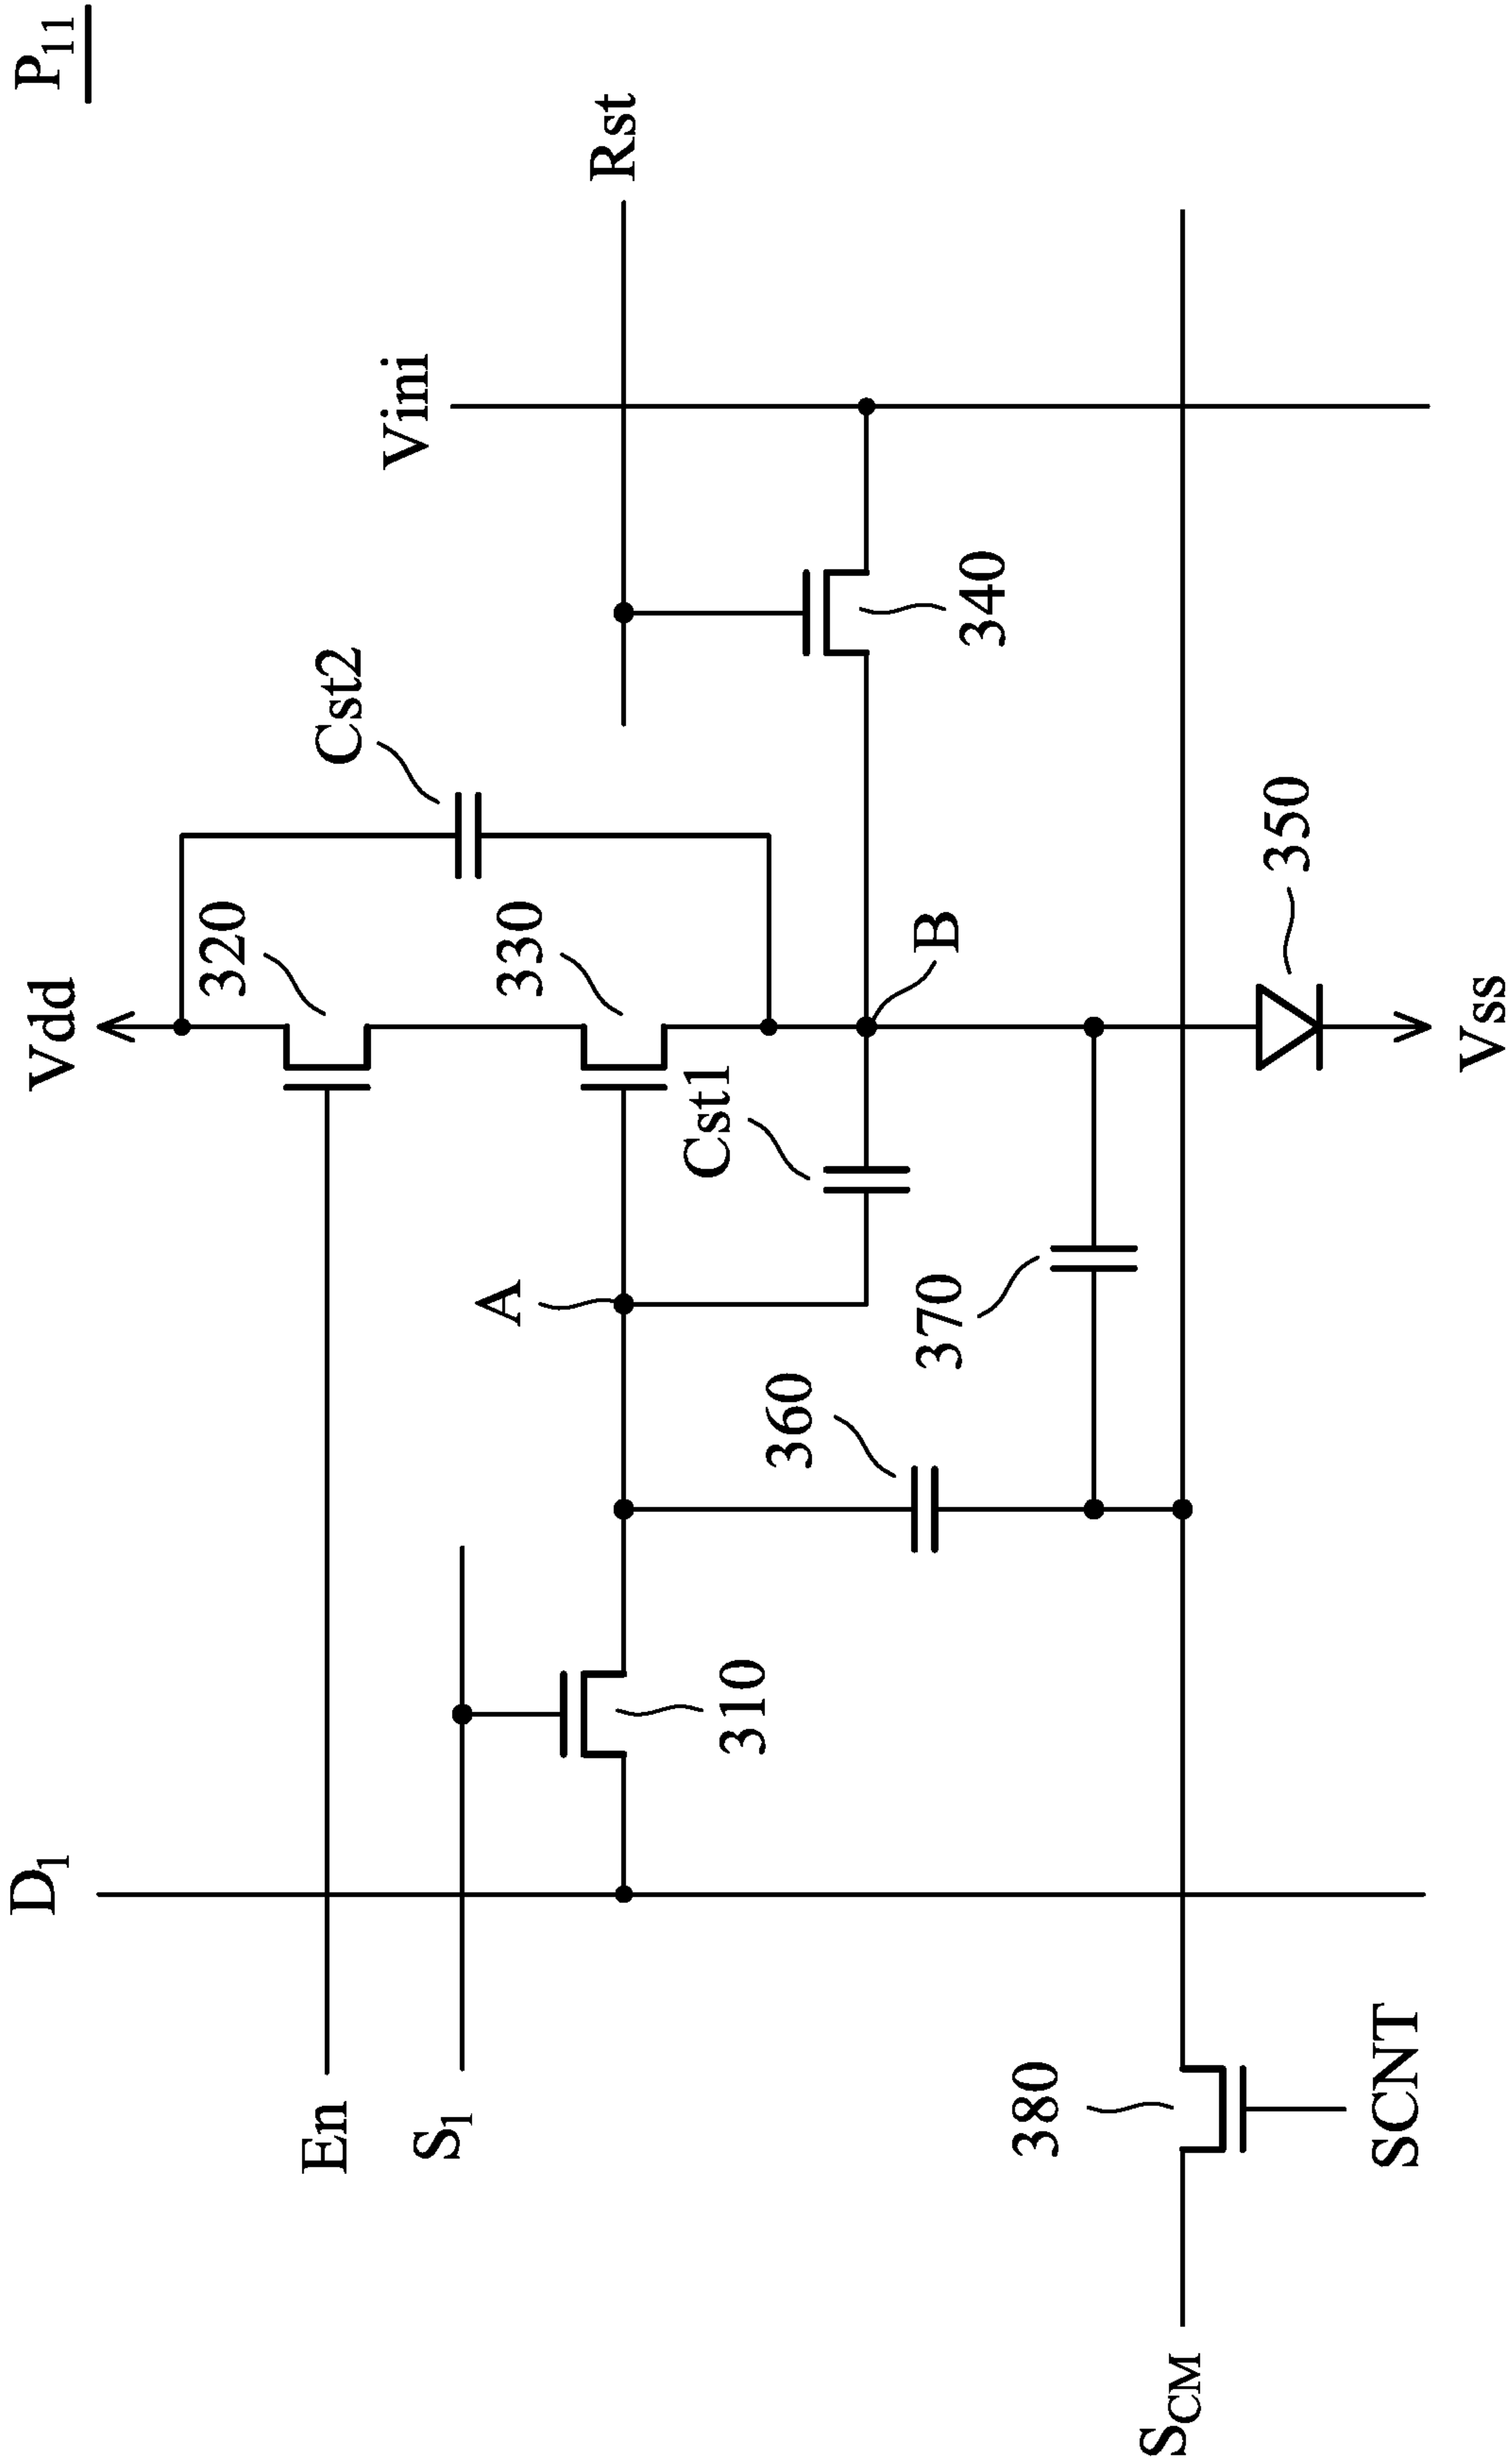 P11
D1
Vdd
En
S1
320
Cst2
Vini
330
Rst
A
Cst1
310
360
B
340
370
380
350
SCM
SCNT
Vss